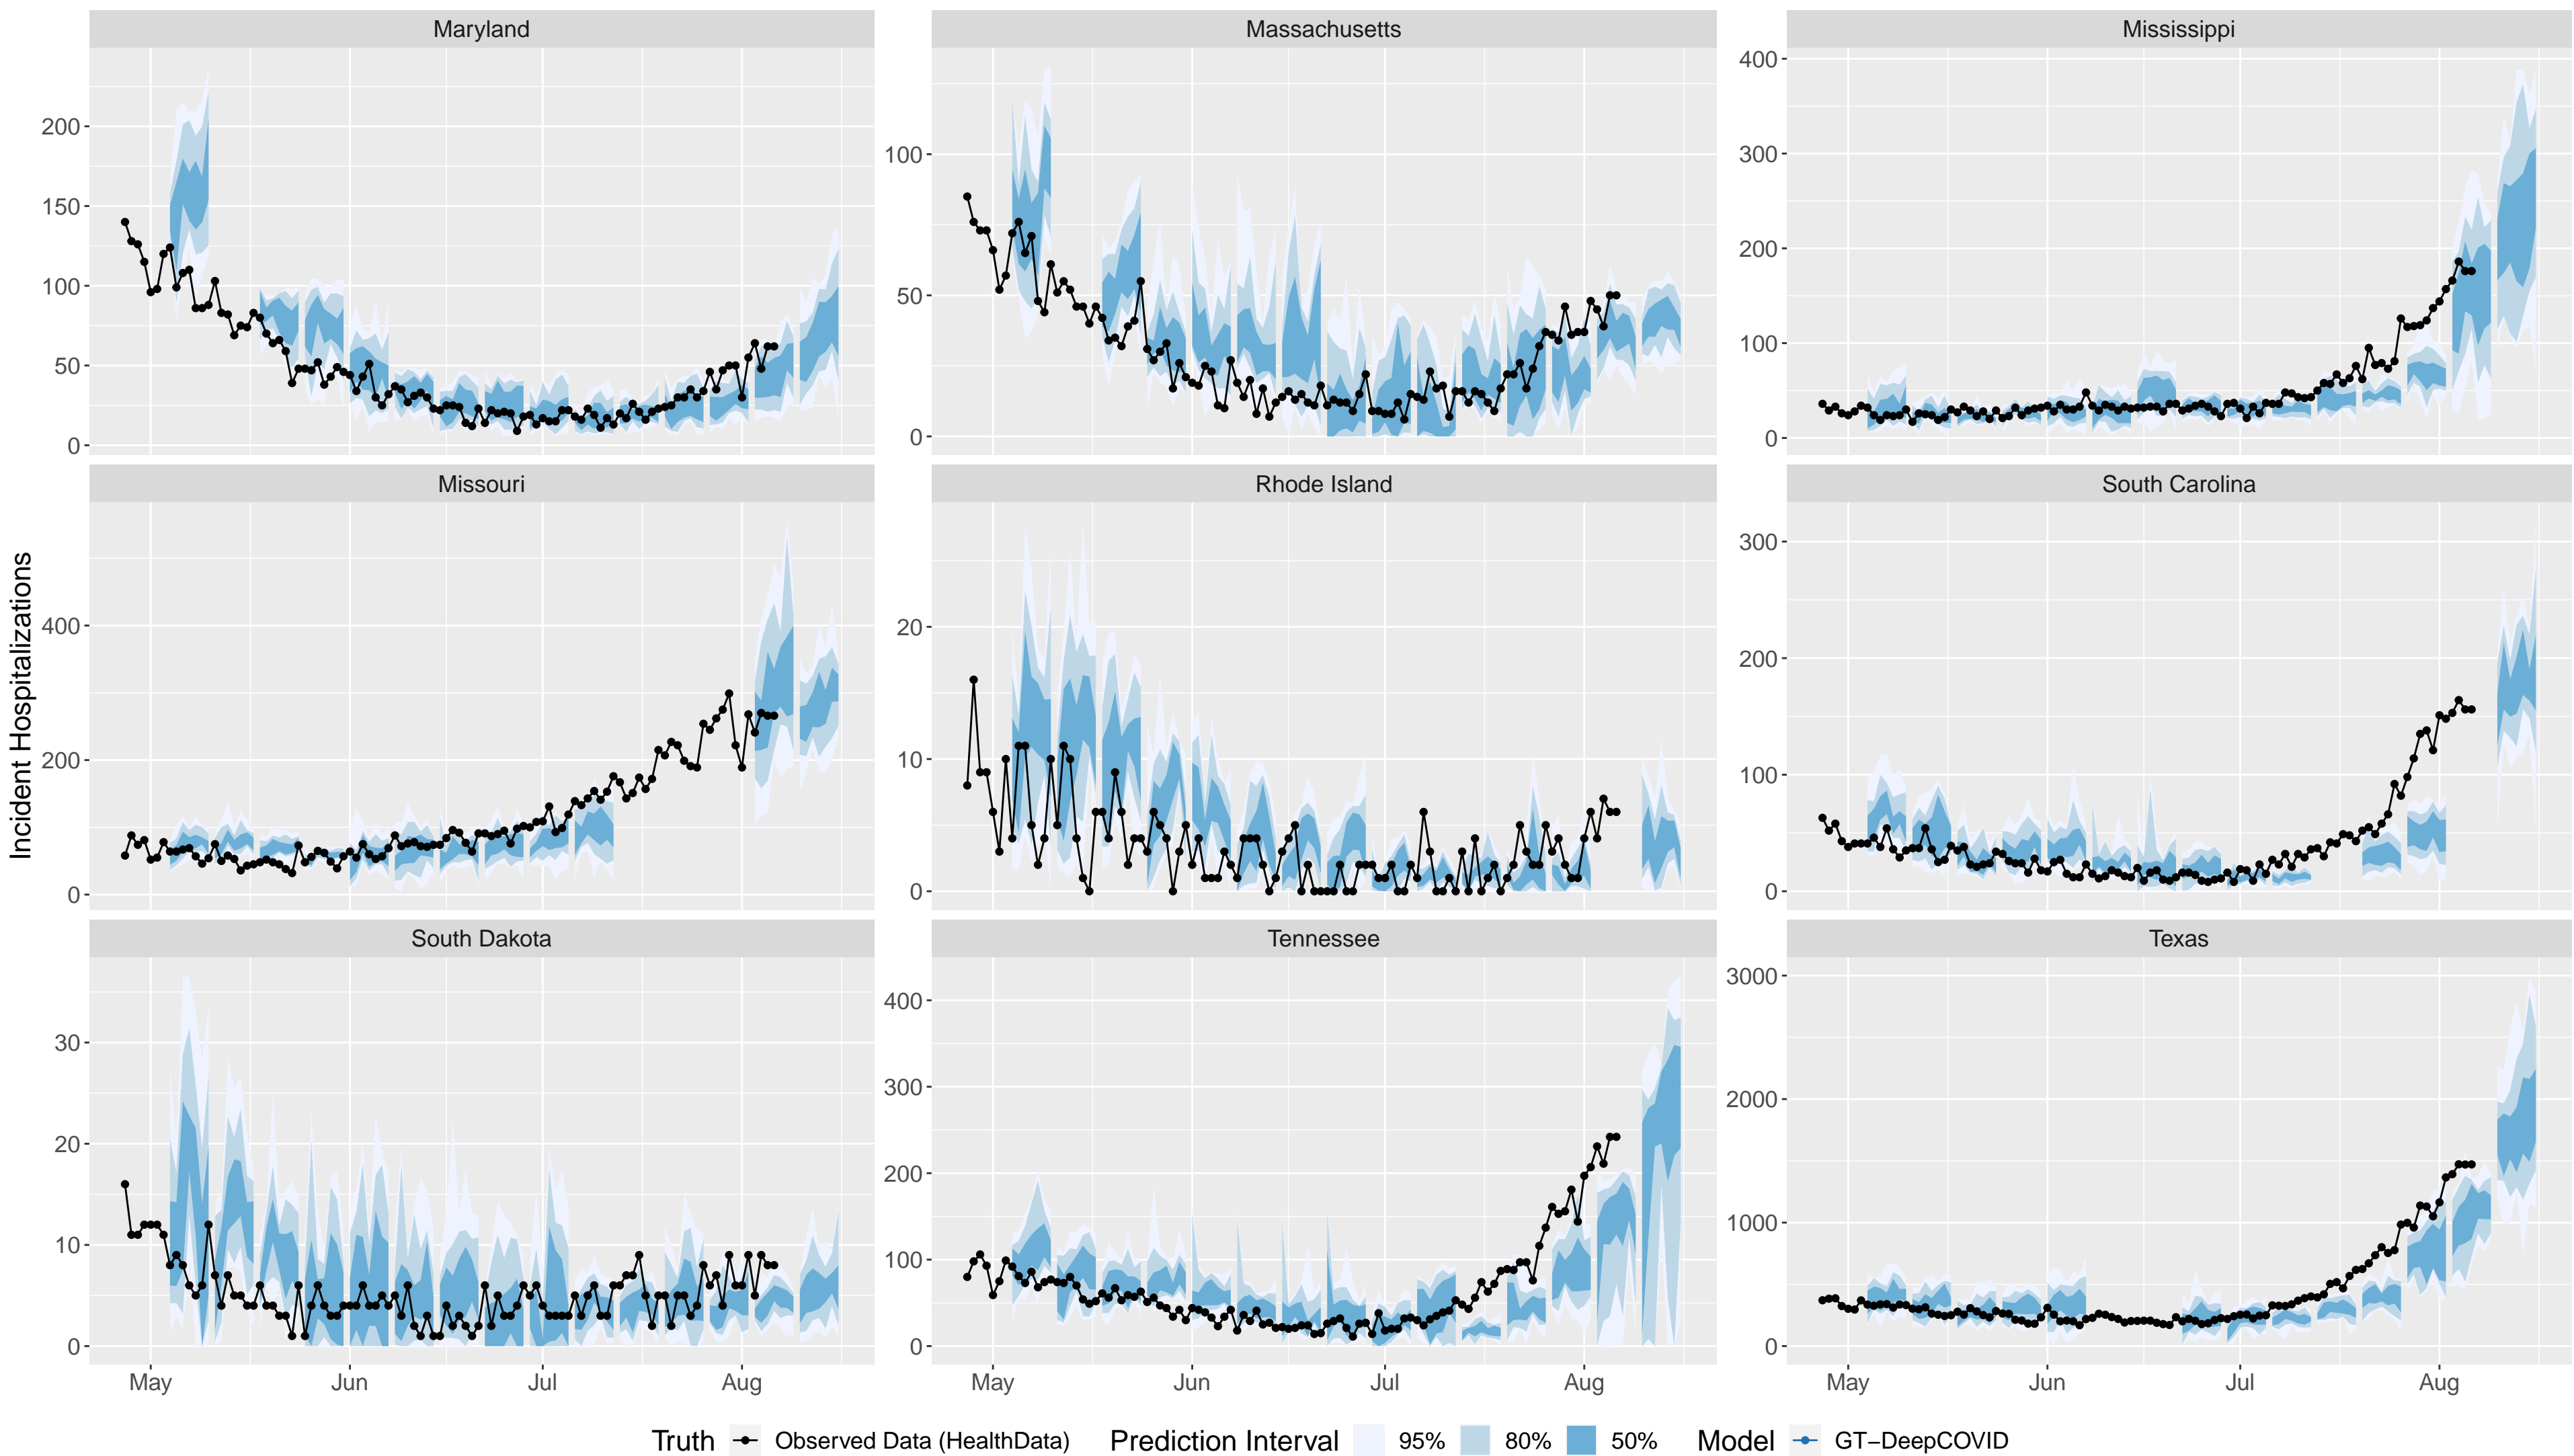 Maryland
Massachusetts
Mississippi
200
150
100
50
0
100
50
0
400
300
200
100
0
Missouri
Rhode Island
South Carolina
Incident Hospitalizations
400
200
0
20
10
0
300
200
100
0
South Dakota
Tennessee
Texas
30
20
10
0
400
300
200
100
0
3000
2000
1000
0
May Jun Jul Aug
May Jun Jul Aug
May Jun Jul Aug
Truth Observed Data (HealthData) Prediction Interval 95% 80% 50% Model GT−DeepCOVID